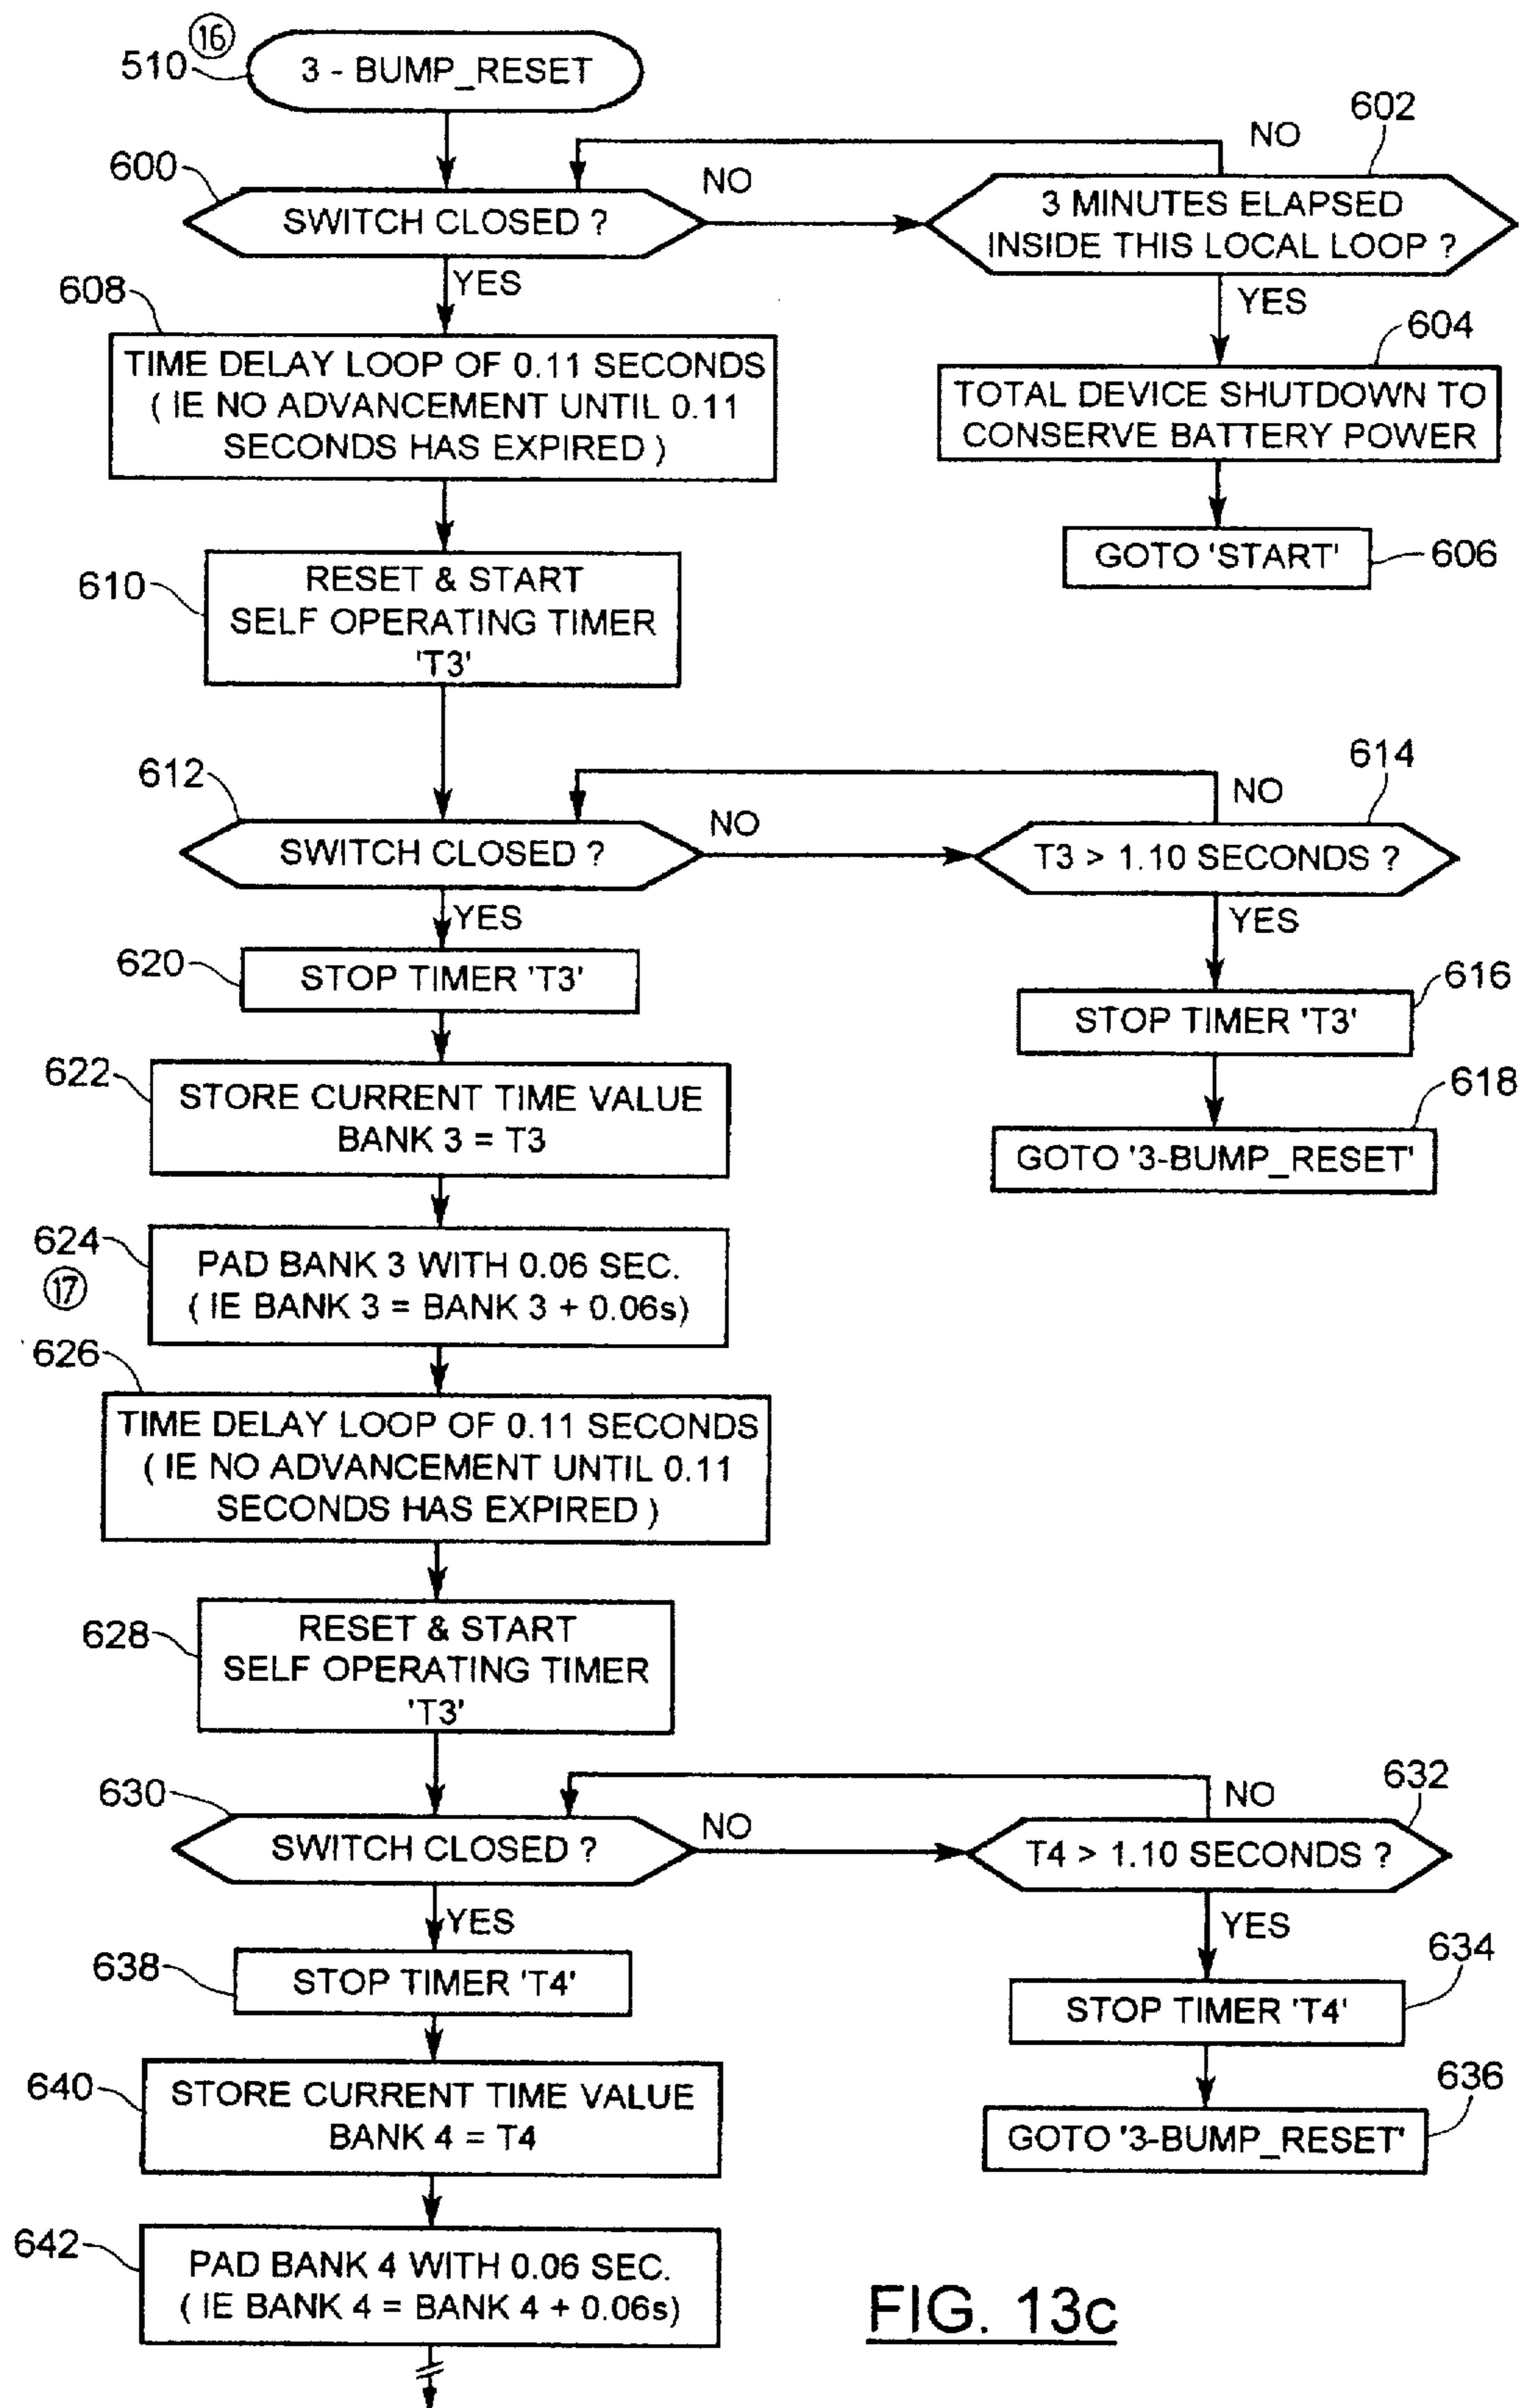 16
510
3 - BUMP_RESET
602
NO
600
SWITCH CLOSED ?
NO
3 MINUTES ELAPSED
INSIDE THIS LOCAL LOOP ?
YES
YES
608
604
TIME DELAY LOOP OF 0.11 SECONDS
( IE NO ADVANCEMENT UNTIL 0.11
SECONDS HAS EXPIRED )
TOTAL DEVICE SHUTDOWN TO
CONSERVE BATTERY POWER
GOTO 'START'
606
610
RESET & START
SELF OPERATING TIMER
'T3'
614
NO
612
SWITCH CLOSED ?
NO
T3 > 1.10 SECONDS ?
YES
YES
620
STOP TIMER 'T3'
616
STOP TIMER 'T3'
622
STORE CURRENT TIME VALUE
BANK 3 = T3
618
GOTO '3-BUMP_RESET'
624
17
PAD BANK 3 WITH 0.06 SEC.
( IE BANK 3 = BANK 3 + 0.06s)
626
TIME DELAY LOOP OF 0.11 SECONDS
( IE NO ADVANCEMENT UNTIL 0.11
SECONDS HAS EXPIRED )
628
RESET & START
SELF OPERATING TIMER
'T3'
632
NO
630
SWITCH CLOSED ?
NO
T4 > 1.10 SECONDS ?
YES
YES
638
STOP TIMER 'T4'
634
STOP TIMER 'T4'
640
STORE CURRENT TIME VALUE
BANK 4 = T4
636
GOTO '3-BUMP_RESET'
642
PAD BANK 4 WITH 0.06 SEC.
( IE BANK 4 = BANK 4 + 0.06s)
FIG. 13c